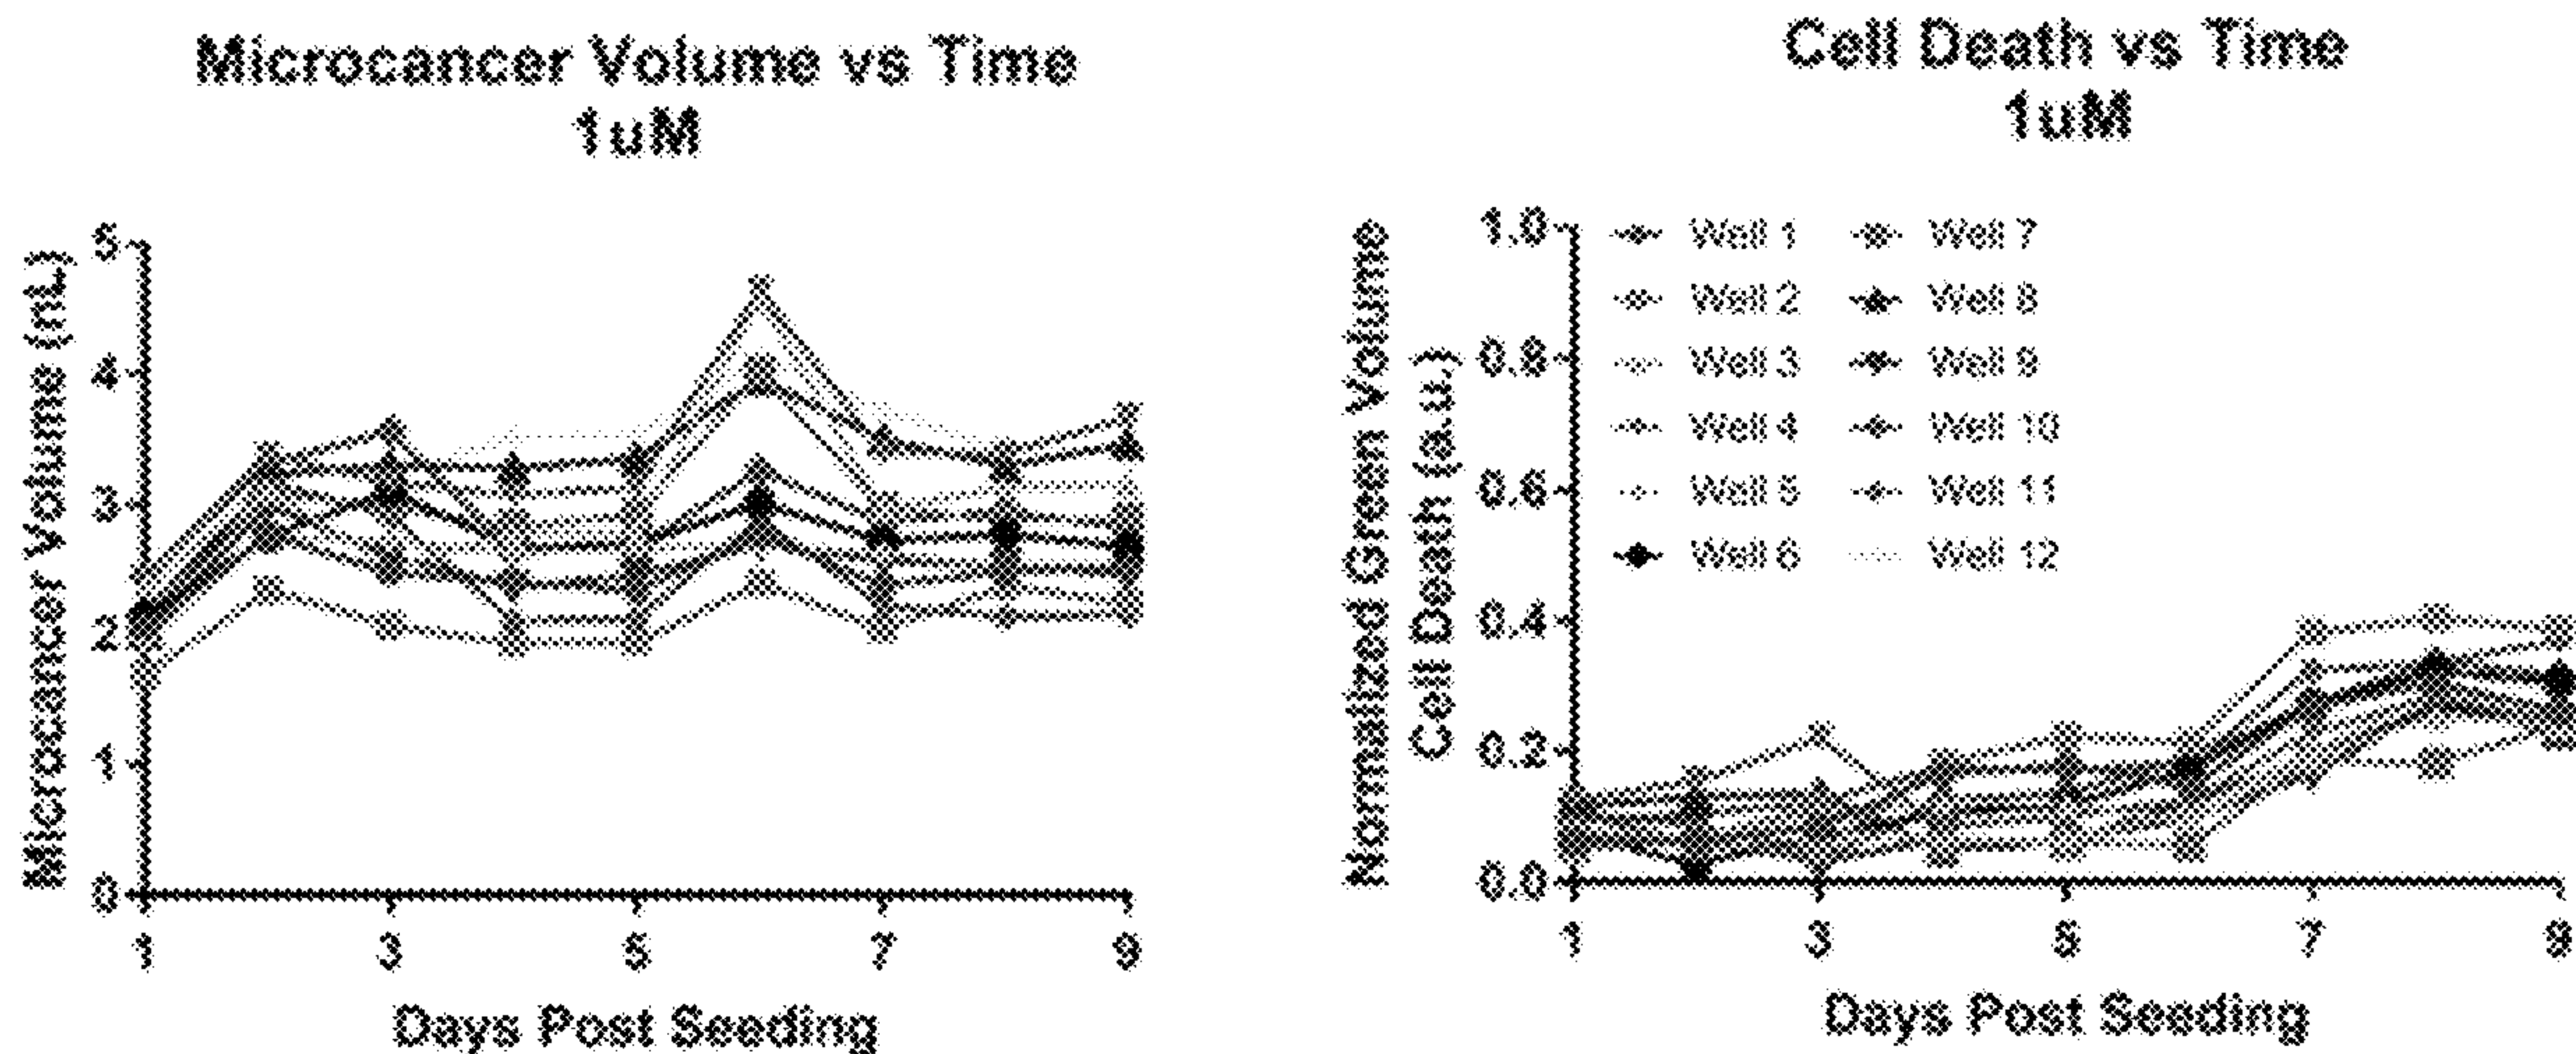 Microcancer Volume vs Time
1uM
Microcancer Volume (nL)
5
4
3
2
1
0
1 3 5 7 9
Days Post Seeding
Cell Death vs Time
1uM
Normalized Green Volume
Cell Death (a.u.)
1.0
0.8
0.6
0.4
0.2
0.0
Well 1 Well 7
Well 2 Well 8
Well 3 Well 9
Well 4 Well 10
Well 5 Well 11
Well 6 Well 12
1 3 5 7 9
Days Post Seeding